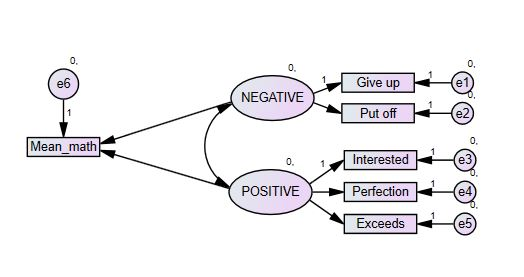 0,
e6
1
Mean_math
0,
NEGATIVE
1
Give up
1
0,
e1
Put off
1
0,
e2
0,
POSITIVE
1
Interested
1
0,
e3
Perfection
1
0,
e4
Exceeds
1
0,
e5